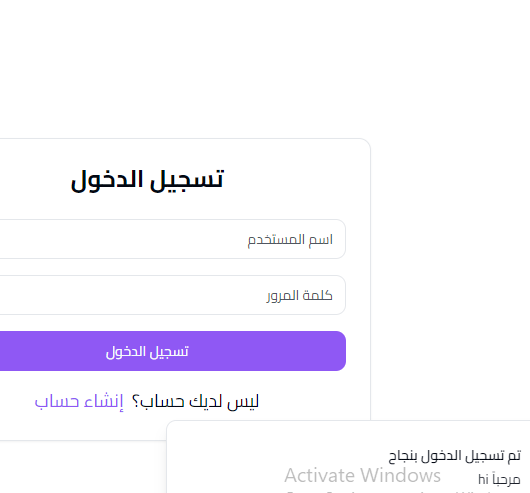 تسجيل الدخول
اسم المستخدم
كلمة المرور
تسجيل الدخول
ليس لديك حساب؟ إنشاء حساب
تم تسجيل الدخول بنجاح
مرحباً hi
Activate Windows